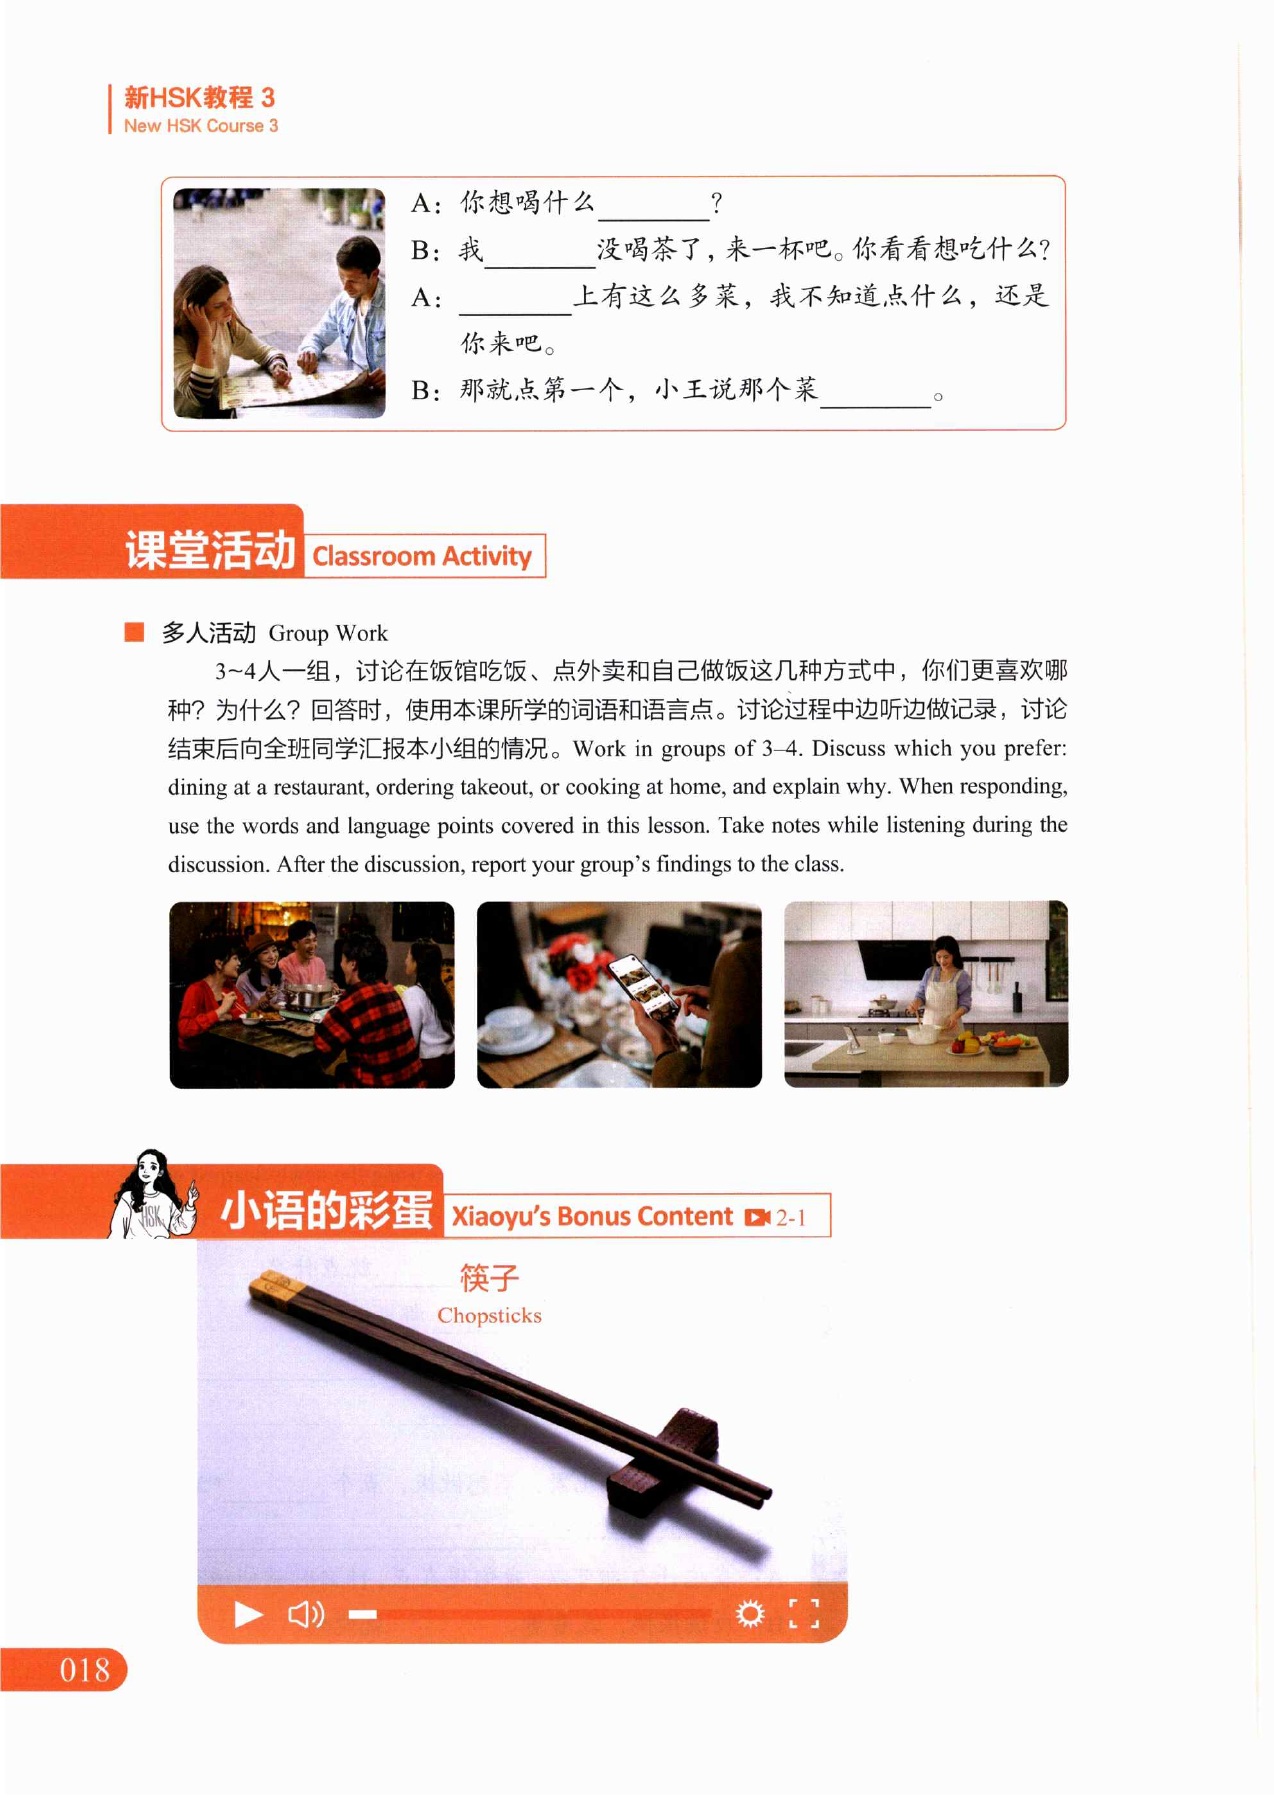 新HSK教程 3
New HSK Course 3
A：你想喝什么________？
B：我________没喝茶了，来一杯吧。你看看想吃什么？
A：________上有这么多菜，我不知道点什么，还是
你来吧。
B：那就点第一个，小王说那个菜________。
课堂活动 Classroom Activity
多人活动 Group Work
3~4人一组，讨论在饭馆吃饭、点外卖和自己做饭这几种方式中，你们更喜欢哪
种？为什么？回答时，使用本课所学的词语和语言点。讨论过程中边听边做记录，讨论
结束后向全班同学汇报本小组的情况。Work in groups of 3–4. Discuss which you prefer:
dining at a restaurant, ordering takeout, or cooking at home, and explain why. When responding,
use the words and language points covered in this lesson. Take notes while listening during the
discussion. After the discussion, report your group's findings to the class.
HSK
小语的彩蛋 Xiaoyu's Bonus Content 2-1
筷子
Chopsticks
018